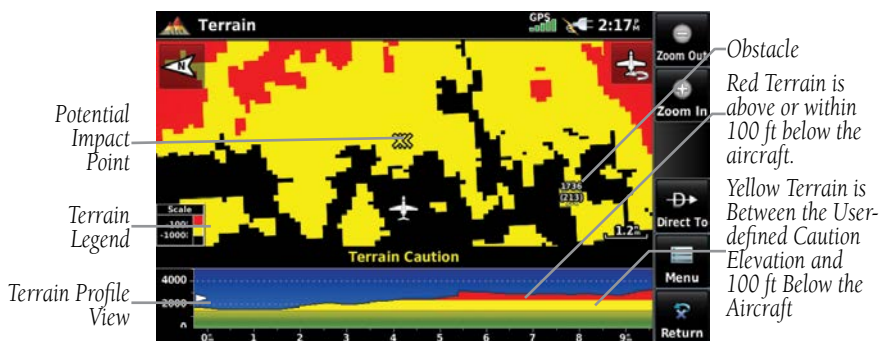 Terrain
GPS
2:17 PM
Zoom Out
Zoom In
Direct To
Menu
Return
N
1736
(213)
Scale
-100'
-1000'
1.2
Terrain Caution
4000
2000
0
0 1 2 3 4 5 6 7 8 9
Potential
Impact
Point
Terrain
Legend
Terrain Profile
View
Obstacle
Red Terrain is
above or within
100 ft below the
aircraft.
Yellow Terrain is
Between the User-
defined Caution
Elevation and
100 ft Below the
Aircraft